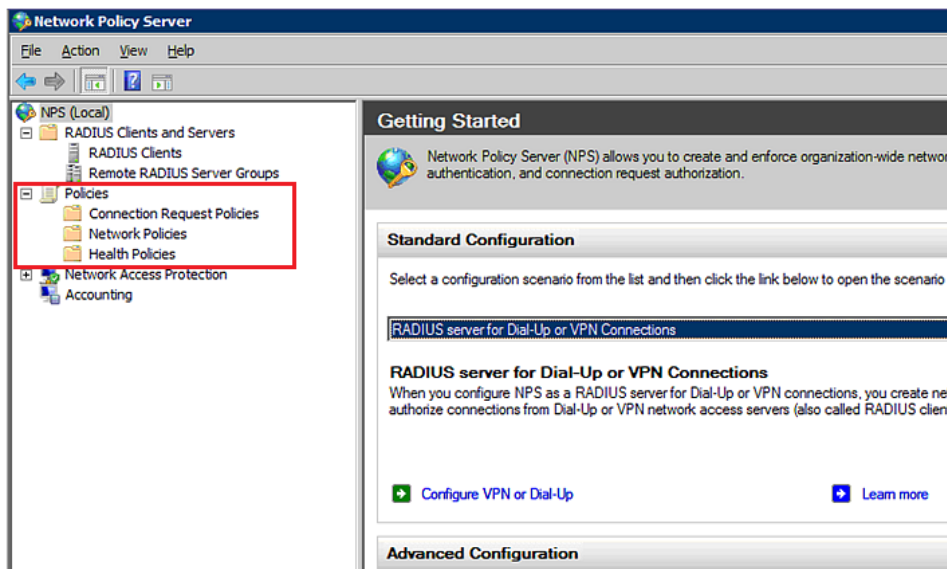 Network Policy Server
File Action View Help
NPS (Local)
RADIUS Clients and Servers
RADIUS Clients
Remote RADIUS Server Groups
Policies
Connection Request Policies
Network Policies
Health Policies
Network Access Protection
Accounting
Getting Started
Network Policy Server (NPS) allows you to create and enforce organization-wide networ
authentication, and connection request authorization.
Standard Configuration
Select a configuration scenario from the list and then click the link below to open the scenario
RADIUS server for Dial-Up or VPN Connections
RADIUS server for Dial-Up or VPN Connections
When you configure NPS as a RADIUS server for Dial-Up or VPN connections, you create ne
authorize connections from Dial-Up or VPN network access servers (also called RADIUS clien
Configure VPN or Dial-Up
Learn more
Advanced Configuration